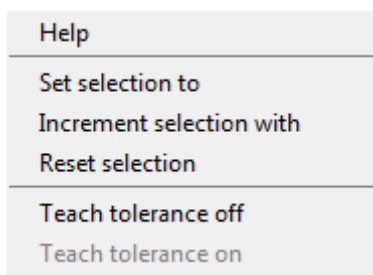 Help
Set selection to
Increment selection with
Reset selection
Teach tolerance off
Teach tolerance on